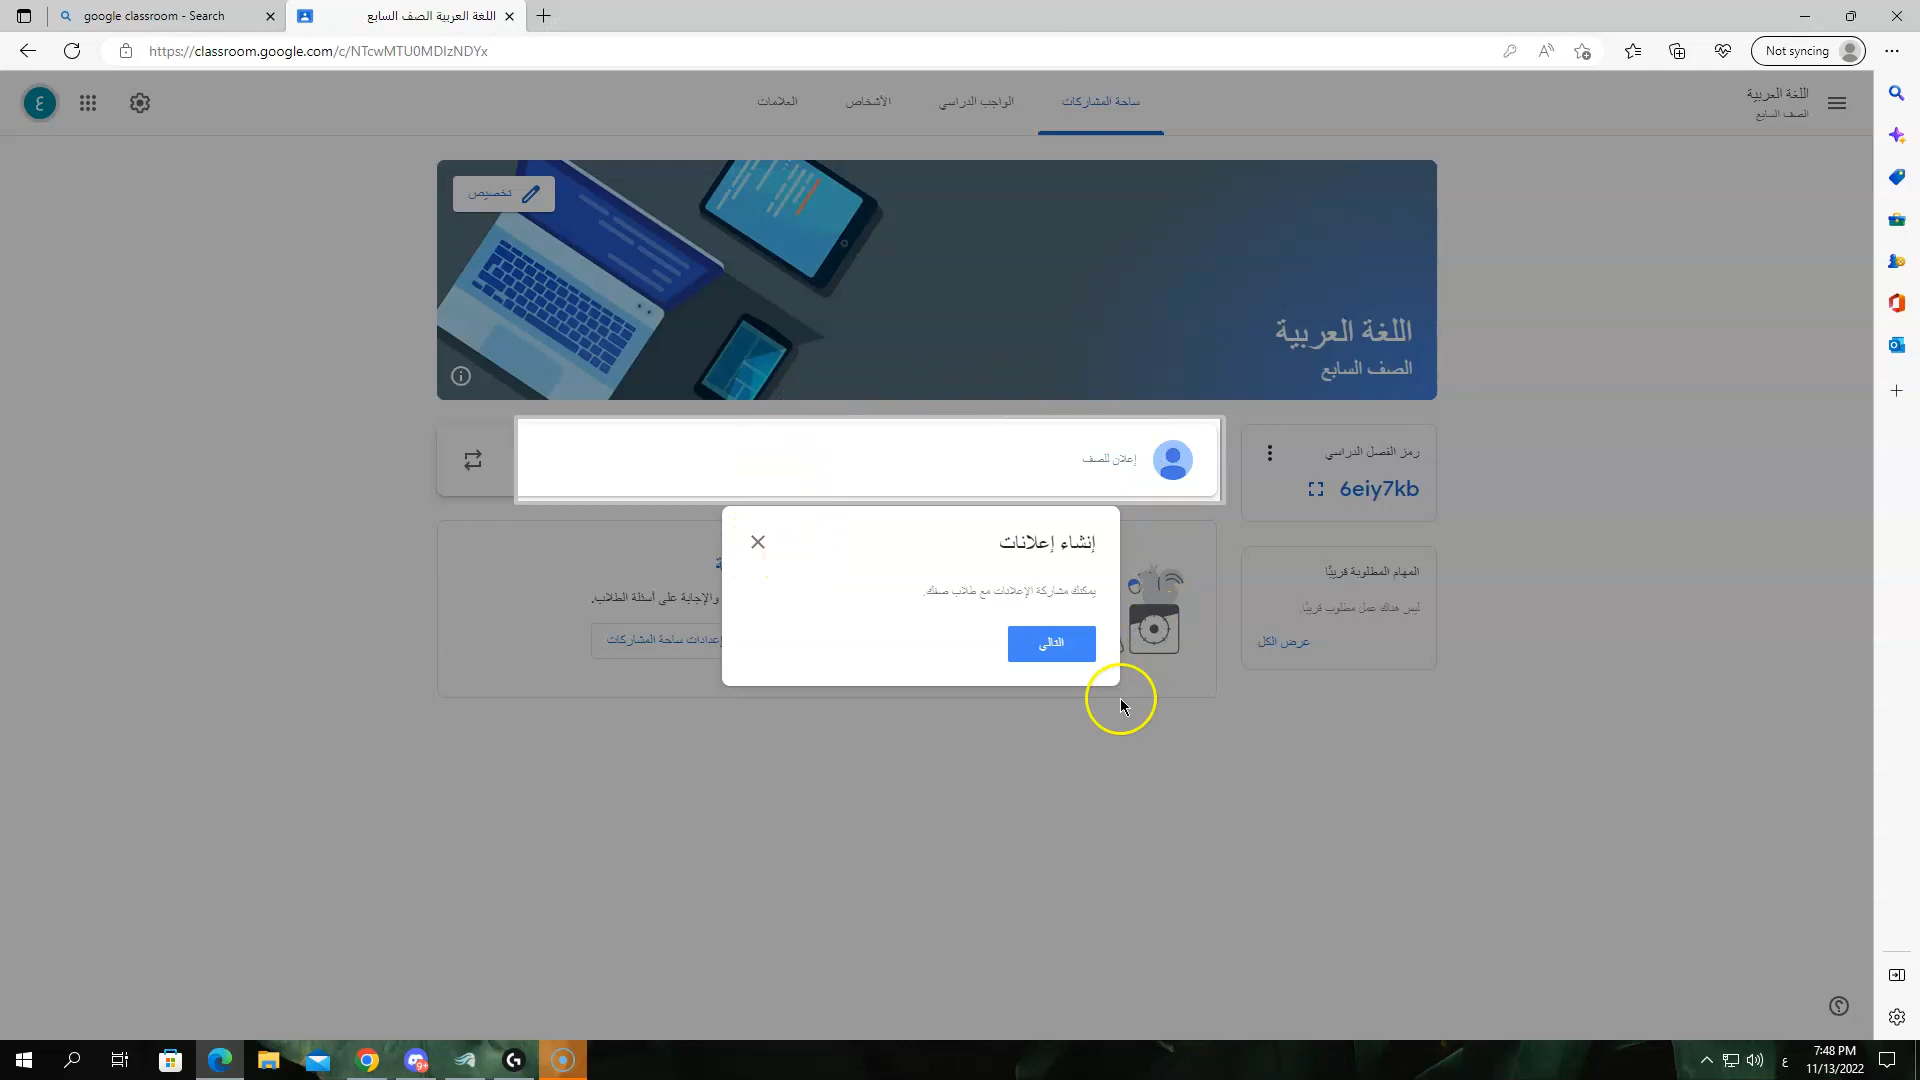 google classroom - Search
اللغة العربية الصف السابع
https://classroom.google.com/c/NTcwMTU0MDIzNDYx
Not syncing
اللغة العربية
الصف السابع
ساحة المشاركات
الواجب الدراسي
الأشخاص
العلامات
ع
تخصيص
اللغة العربية
الصف السابع
رمز الفصل الدراسي
6eiy7kb
إعلان للصف
إنشاء إعلانات
يمكنك مشاركة الإعلانات مع طلاب صفك.
التالي
والإجابة على أسئلة الطلاب.
إعدادات ساحة المشاركات
المهام المطلوبة قريبًا
ليس هناك عمل مطلوب قريبًا.
عرض الكل
9+
ع
7:48 PM
11/13/2022